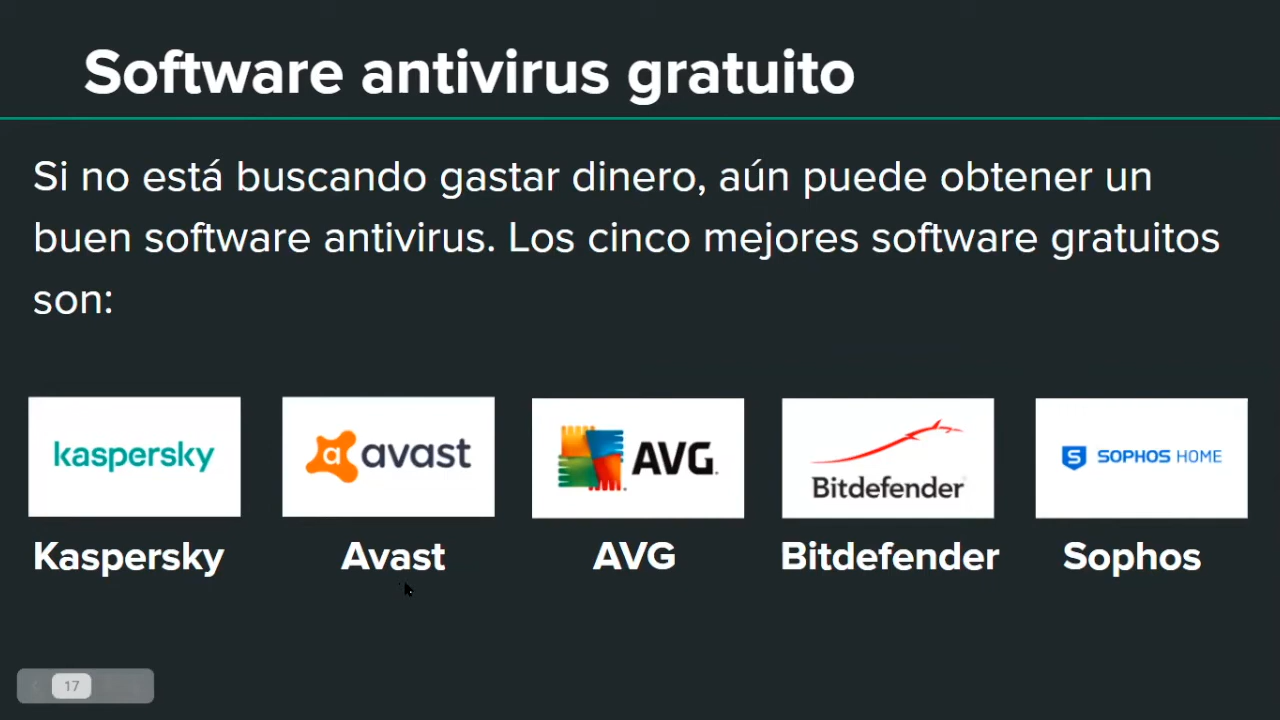 Software antivirus gratuito
Si no está buscando gastar dinero, aún puede obtener un
buen software antivirus. Los cinco mejores software gratuitos
son:
kaspersky
a avast
AVG
Bitdefender
S SOPHOS HOME
Kaspersky
Avast
AVG
Bitdefender
Sophos
17